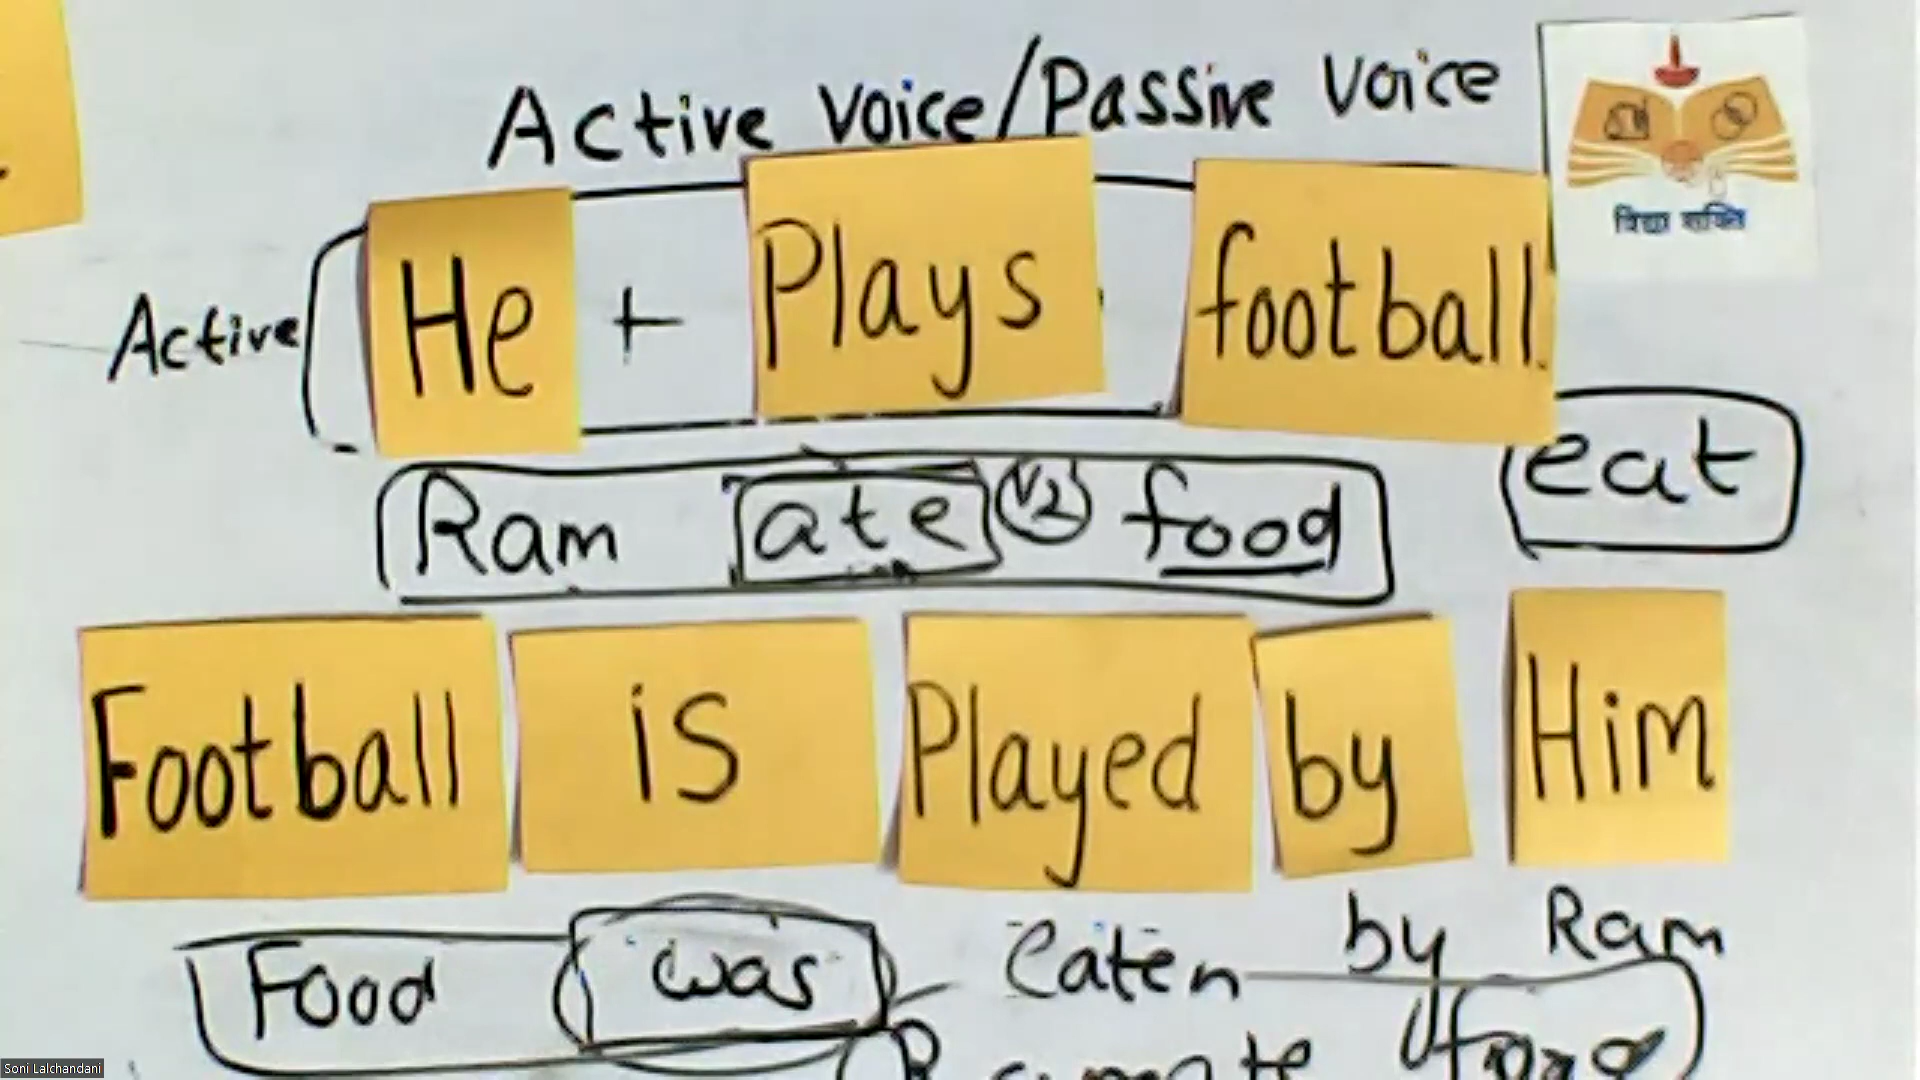 Active Voice/Passive Voice
विद्या शक्ति
Active He + Plays football.
eat
Ram ate V2 food
Football is Played by Him
Food was eaten by Ram
Soni Lalchandani